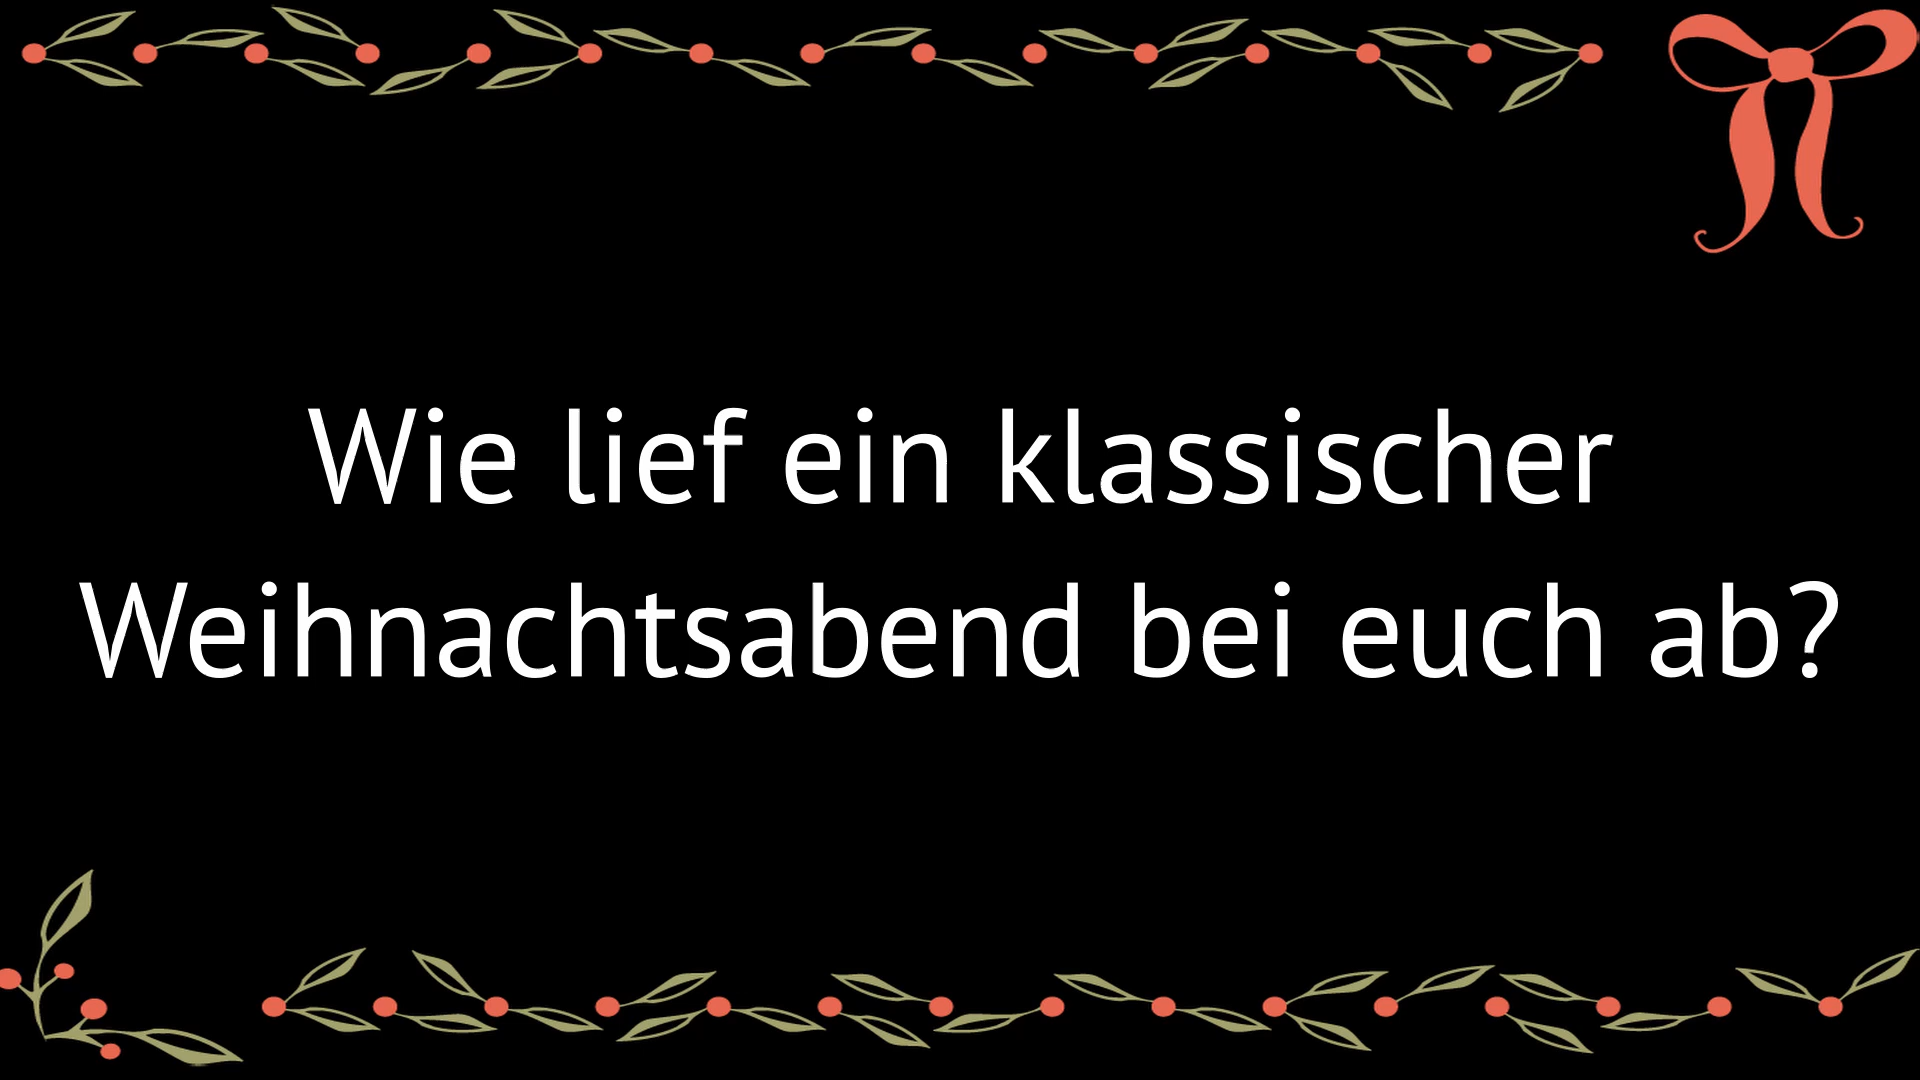 Wie lief ein klassischer
Weihnachtsabend bei euch ab?